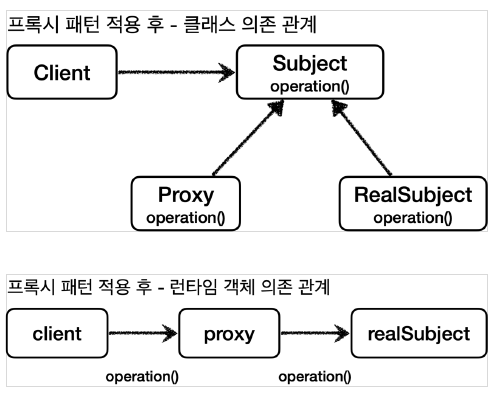 프록시 패턴 적용 후 - 클래스 의존 관계
Client
Subject
operation()
Proxy
operation()
RealSubject
operation()
프록시 패턴 적용 후 - 런타임 객체 의존 관계
client
proxy
realSubject
operation()
operation()